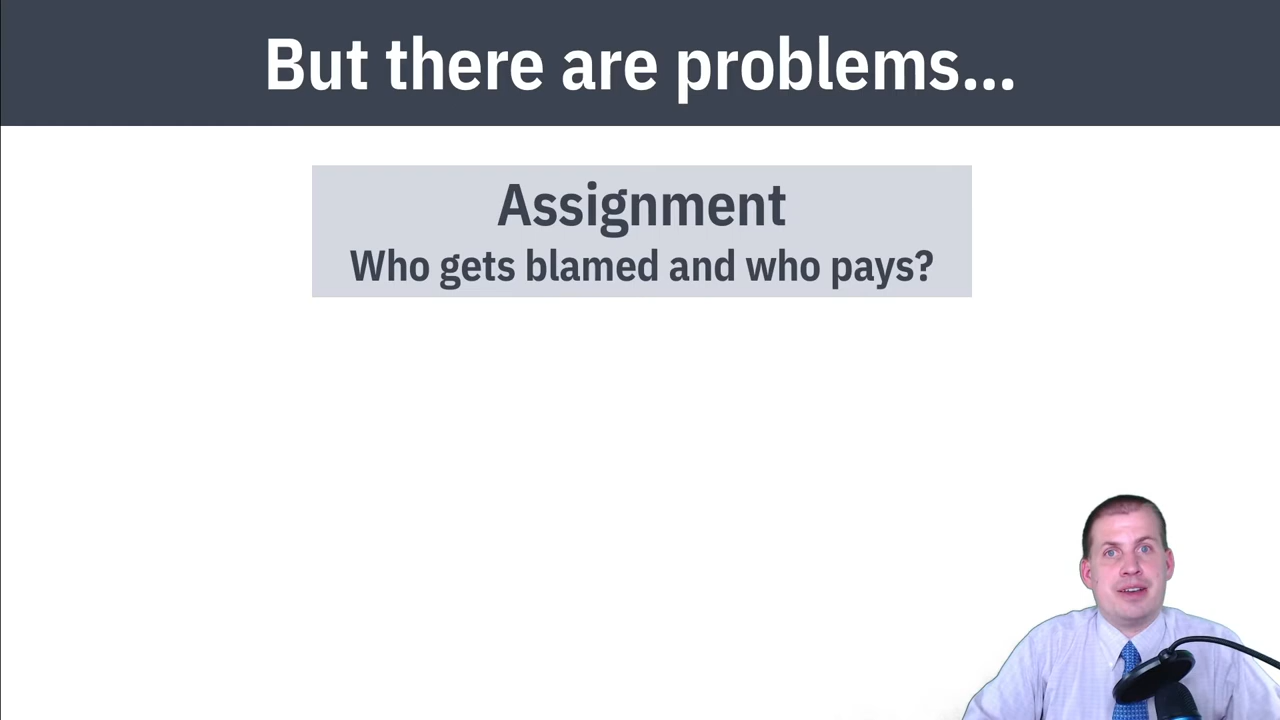 But there are problems...
Assignment
Who gets blamed and who pays?